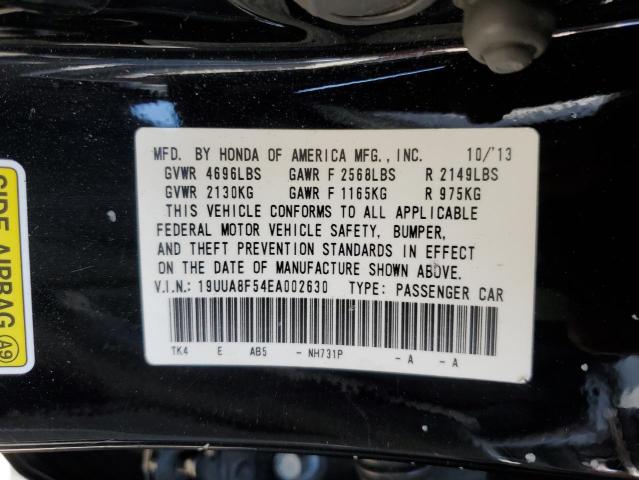 MFD. BY HONDA OF AMERICA MFG., INC. 10/'13
GVWR 4696LBS GAWR F 2568LBS R 2149LBS
GVWR 2130KG GAWR F 1165KG R 975KG
THIS VEHICLE CONFORMS TO ALL APPLICABLE
FEDERAL MOTOR VEHICLE SAFETY, BUMPER,
AND THEFT PREVENTION STANDARDS IN EFFECT
ON THE DATE OF MANUFACTURE SHOWN ABOVE.
V.I.N.: 19UUA8F54EA002630 TYPE: PASSENGER CAR
TK4 E AB5 - NH731P - A - A
SIDE AIRBAG A9